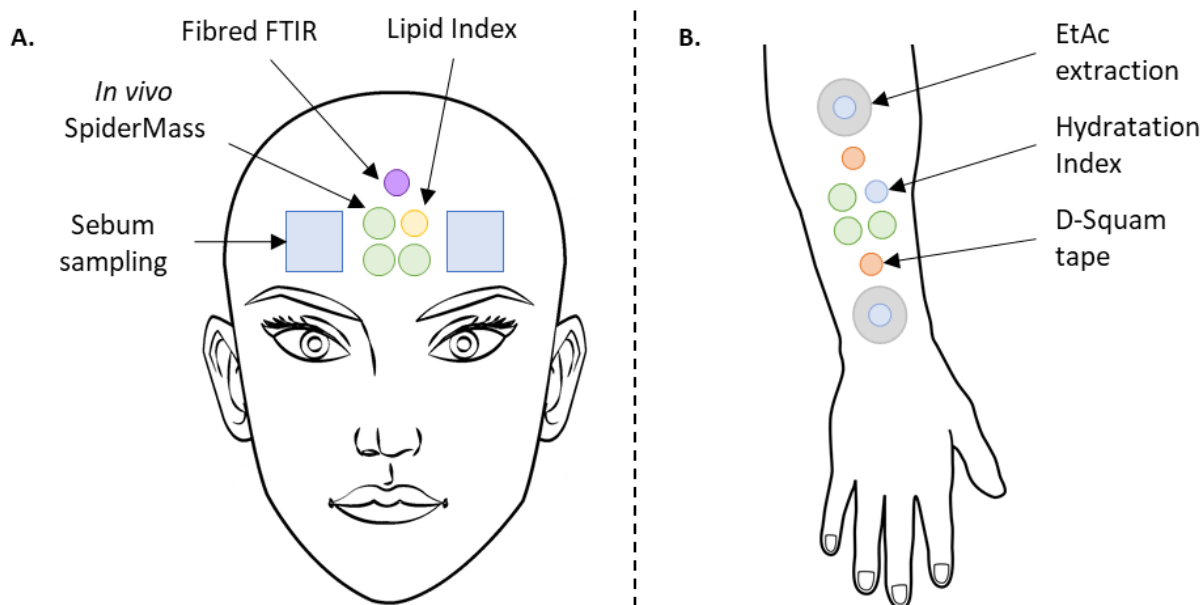 A.
Fibred FTIR
Lipid Index
In vivo
SpiderMass
Sebum
sampling
B.
EtAc
extraction
Hydratation
Index
D-Squam
tape